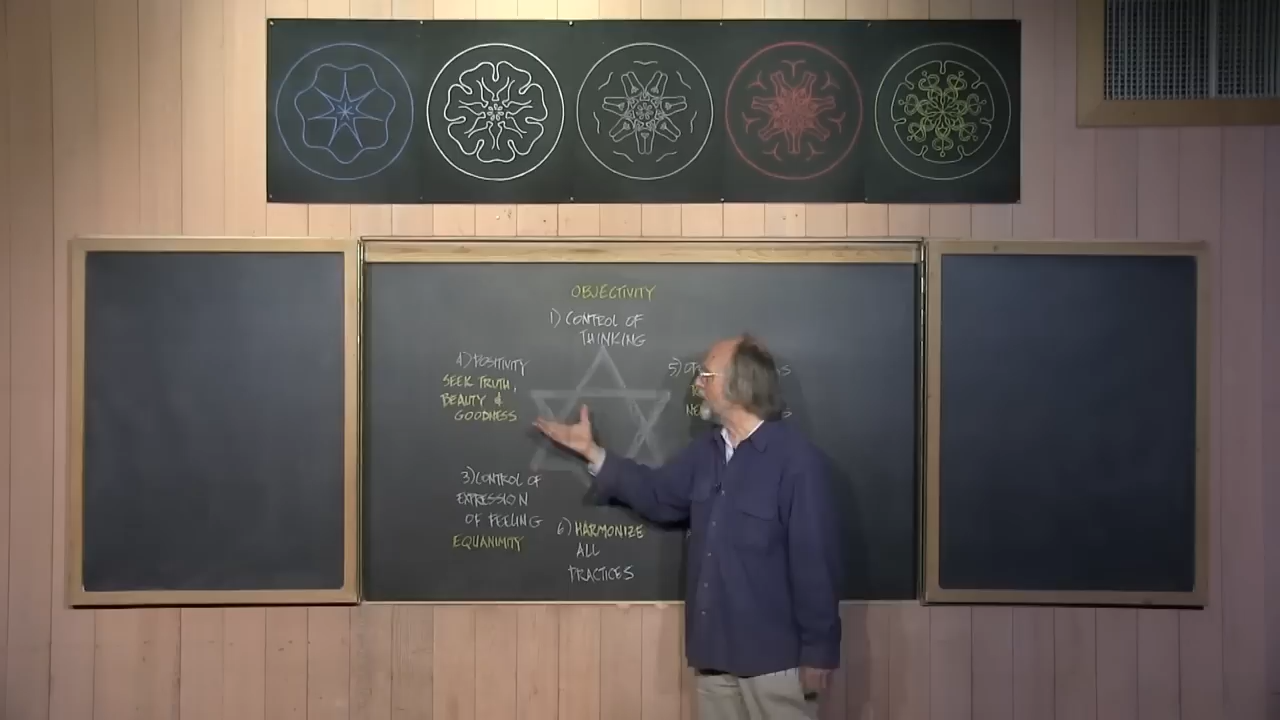 OBJECTIVITY
1) CONTROL OF
THINKING
4) POSITIVITY
SEEK TRUTH,
BEAUTY &
GOODNESS
5)
3) CONTROL OF
EXPRESSION
OF FEELING
EQUANIMITY
6) HARMONIZE
ALL
PRACTICES